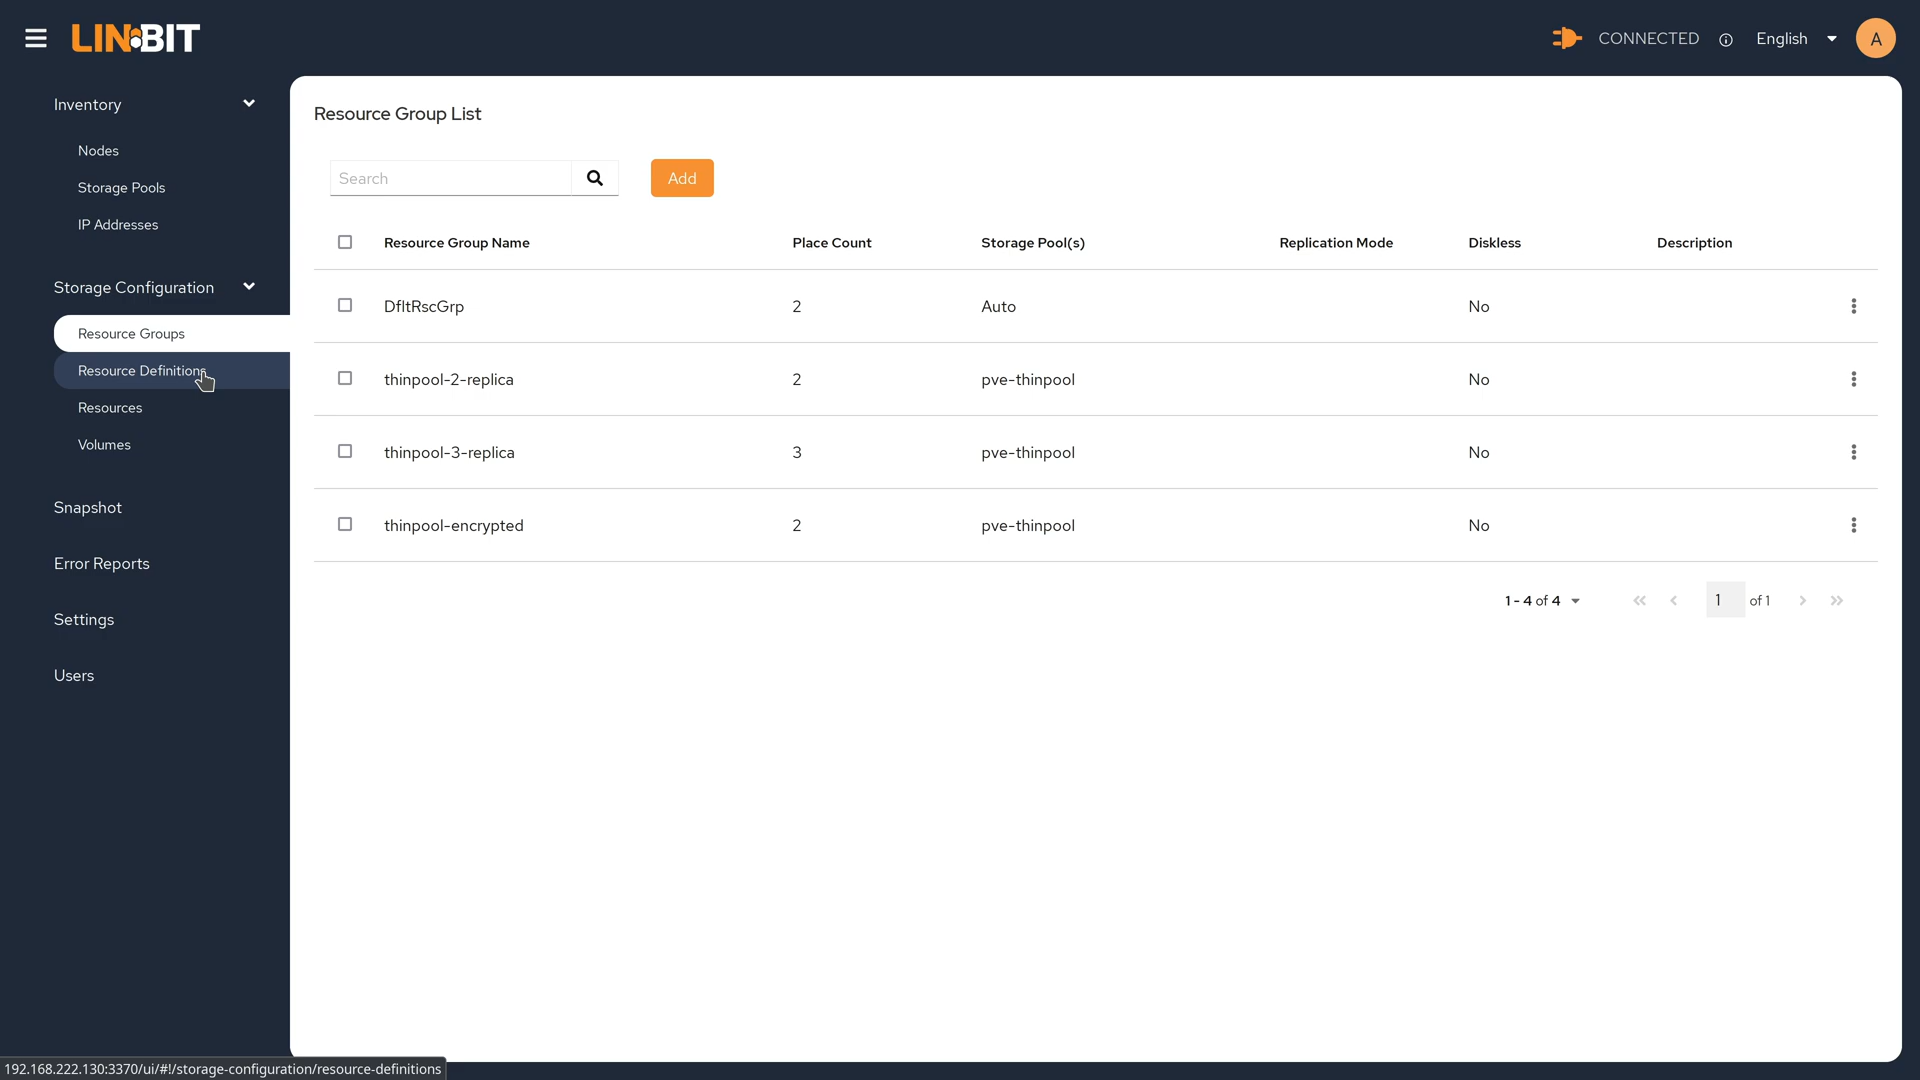 LINBIT
CONNECTED
English
A
Inventory
Nodes
Storage Pools
IP Addresses
Storage Configuration
Resource Groups
Resource Definitions
Resources
Volumes
Snapshot
Error Reports
Settings
Users
Resource Group List
Search
Add
Resource Group Name Place Count Storage Pool(s) Replication Mode Diskless Description
DfltRscGrp 2 Auto No
thinpool-2-replica 2 pve-thinpool No
thinpool-3-replica 3 pve-thinpool No
thinpool-encrypted 2 pve-thinpool No
1 - 4 of 4 1 of 1
192.168.222.130:3370/ui/#!/storage-configuration/resource-definitions